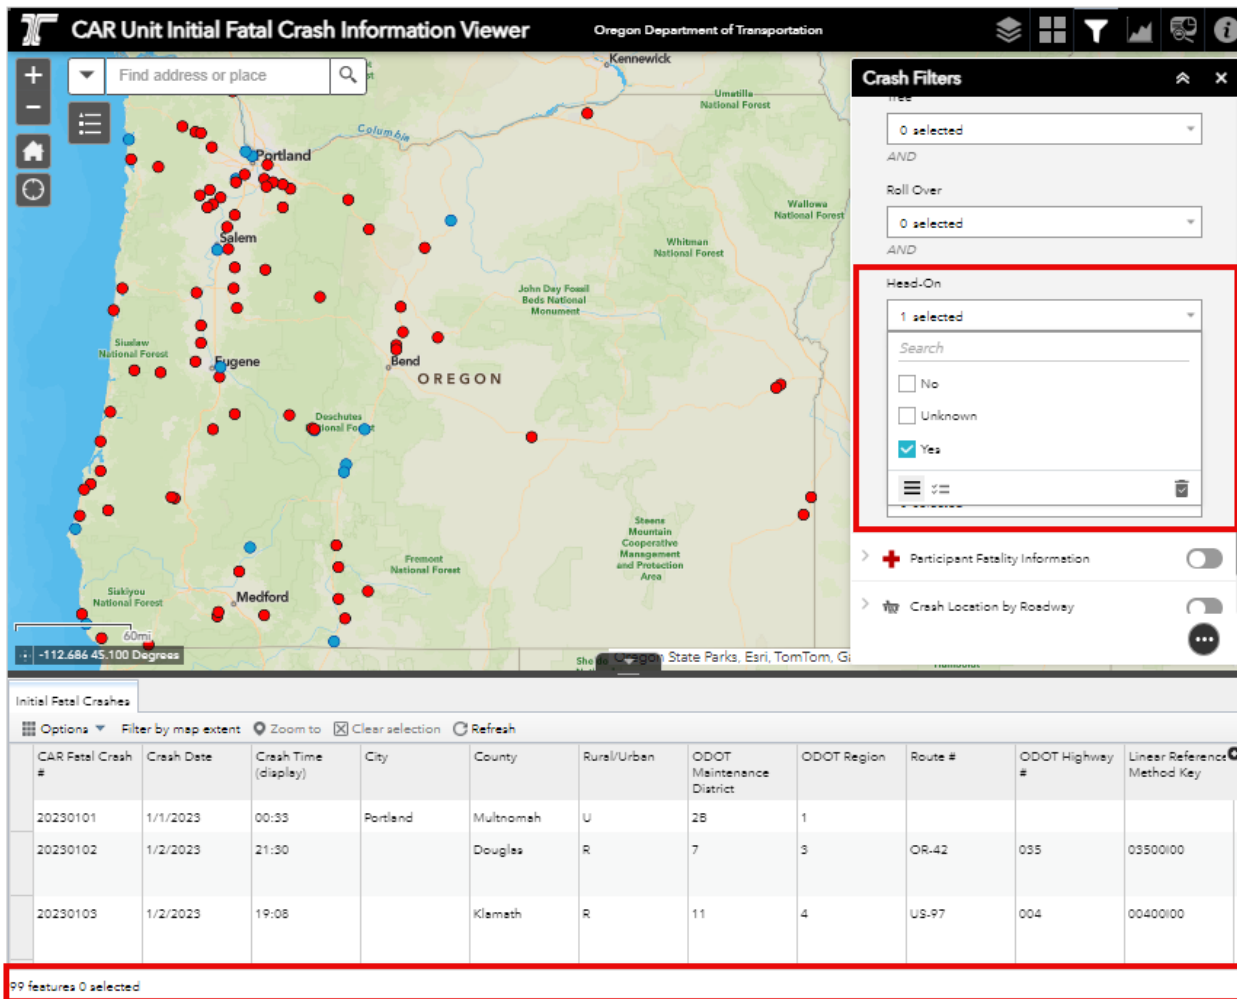 CAR Unit Initial Fatal Crash Information Viewer
Oregon Department of Transportation
Find address or place
Crash Filters
Tree
0 selected
AND
Roll Over
0 selected
AND
Head-On
1 selected
Search
No
Unknown
Yes
0 selected
Participant Fatality Information
Crash Location by Roadway
Kennewick
Umatilla
National Forest
Columbia
Portland
Wallowa
National Forest
Whitman
National Forest
Salem
John Day Fossil
Beds National
Monument
Siuslaw
National Forest
Eugene
Bend
OREGON
Deschutes
Steens
Mountain
Cooperative
Management
and Protection
Area
Fremont
National Forest
Siskiyou
National Forest
Medford
60mi
-112.686 45.100 Degrees
Oregon State Parks, Esri, TomTom, G
Initial Fatal Crashes
Options Filter by map extent Zoom to Clear selection Refresh
CAR Fatal Crash # Crash Date Crash Time (display) City County Rural/Urban ODOT Maintenance District ODOT Region Route # ODOT Highway # Linear Reference Method Key
20230101 1/1/2023 00:33 Portland Multnomah U 2B 1
20230102 1/2/2023 21:30 Douglas R 7 3 OR-42 035 03500I00
20230103 1/2/2023 19:08 Klamath R 11 4 US-97 004 00400I00
99 features 0 selected